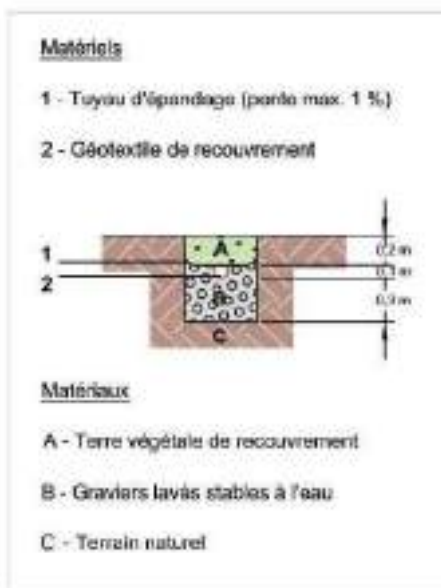 Matériels
1 - Tuyau d'épandage (pente max. 1 %)
2 - Géotextile de recouvrement
A
0,2 m
1
0,1 m
2
B
0,3 m
C
Matériaux
A - Terre végétale de recouvrement
B - Graviers lavés stables à l'eau
C - Terrain naturel